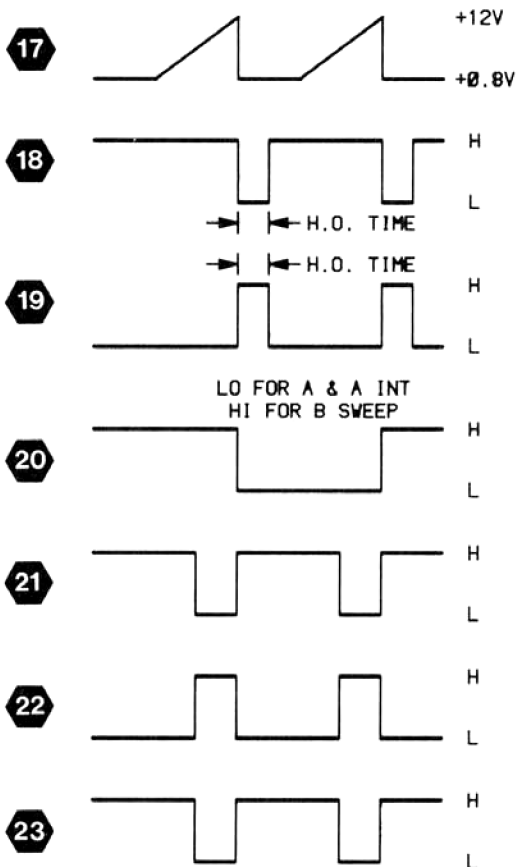 17
+12V
+0.8V
18
H
L
H.O. TIME
H.O. TIME
19
H
L
LO FOR A & A INT
HI FOR B SWEEP
20
H
L
21
H
L
22
H
L
23
H
L